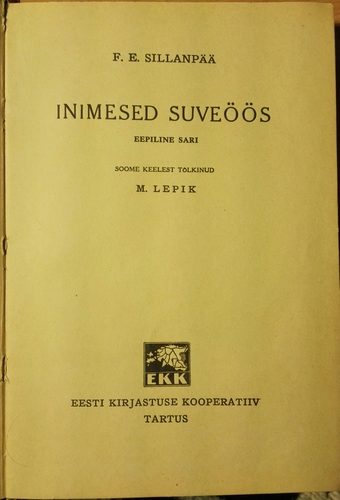 F. E. SILLANPÄÄ
INIMESED SUVEÖÖS
EEPILINE SARI
SOOME KEELEST TÕLKINUD
M. LEPIK
EKK
EESTI KIRJASTUSE KOOPERATIIV
TARTUS